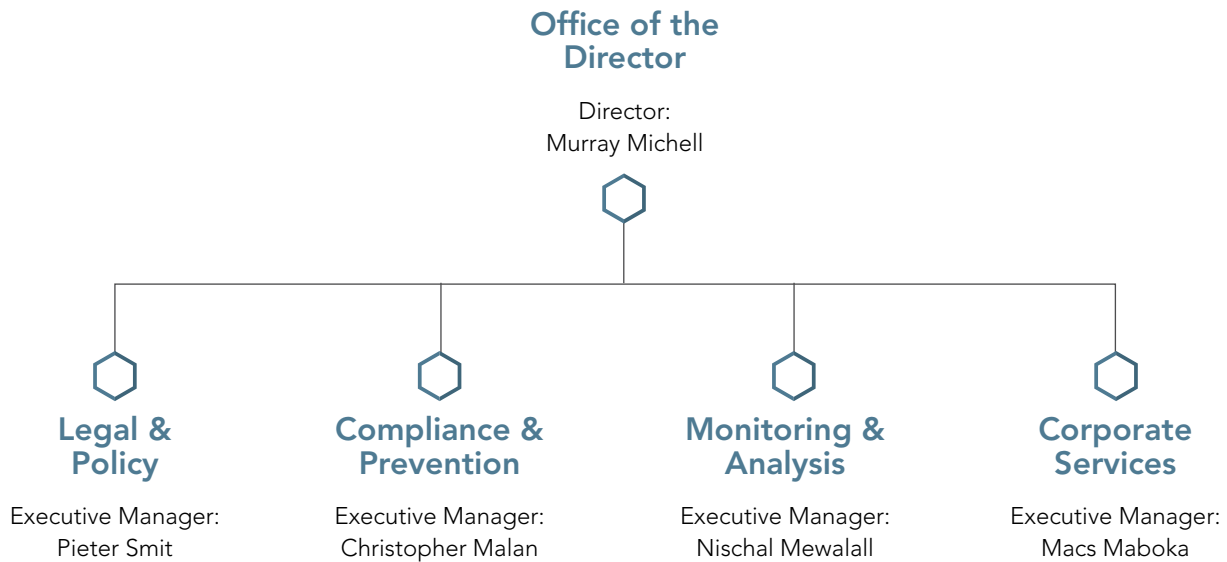 Office of the
Director
Director:
Murray Michell
Legal &
Policy
Executive Manager:
Pieter Smit
Compliance &
Prevention
Executive Manager:
Christopher Malan
Monitoring &
Analysis
Executive Manager:
Nischal Mewalall
Corporate
Services
Executive Manager:
Macs Maboka